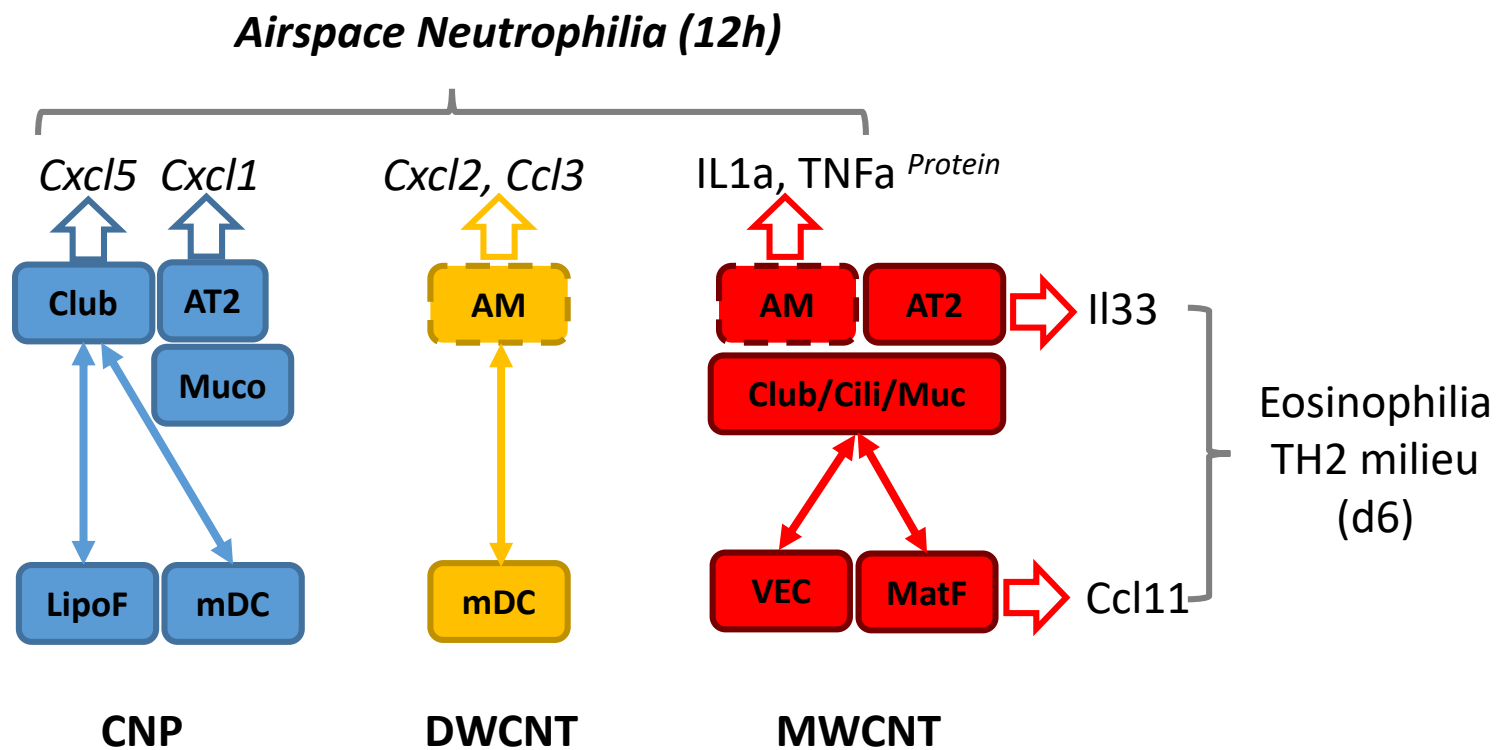 Airspace Neutrophilia (12h)
Cxcl5 Cxcl1 Cxcl2, Ccl3 IL1a, TNFa Protein
Club AT2 AM AM AT2 Il33
Muco Club/Cili/Muc
Eosinophilia
TH2 milieu
(d6)
LipoF mDC mDC VEC MatF Ccl11
CNP DWCNT MWCNT